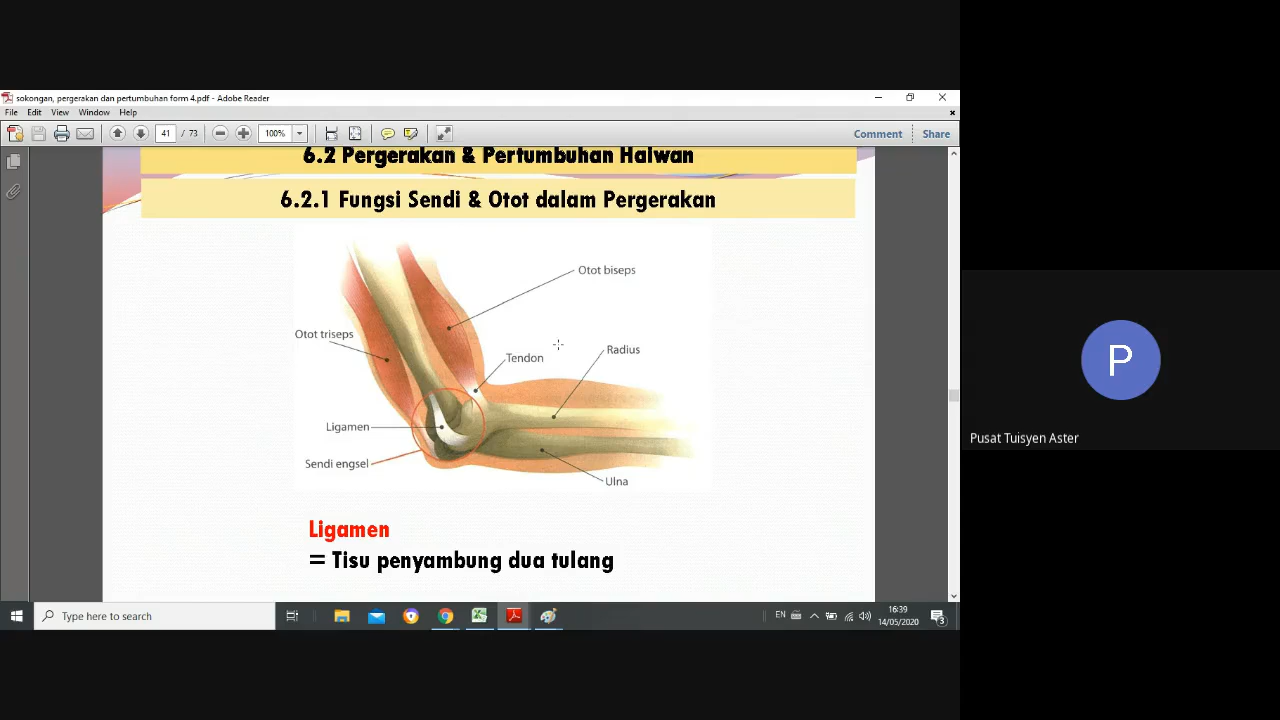 sokongan, pergerakan dan pertumbuhan form 4.pdf - Adobe Reader
File Edit View Window Help
41 / 73 100% Comment Share
6.2 Pergerakan & Pertumbuhan Haiwan
6.2.1 Fungsi Sendi & Otot dalam Pergerakan
Otot biseps
Otot triseps
Radius
Tendon
Ligamen
Sendi engsel
Ulna
Ligamen
= Tisu penyambung dua tulang
P
Pusat Tuisyen Aster
Type here to search
EN
16:39
14/05/2020
3